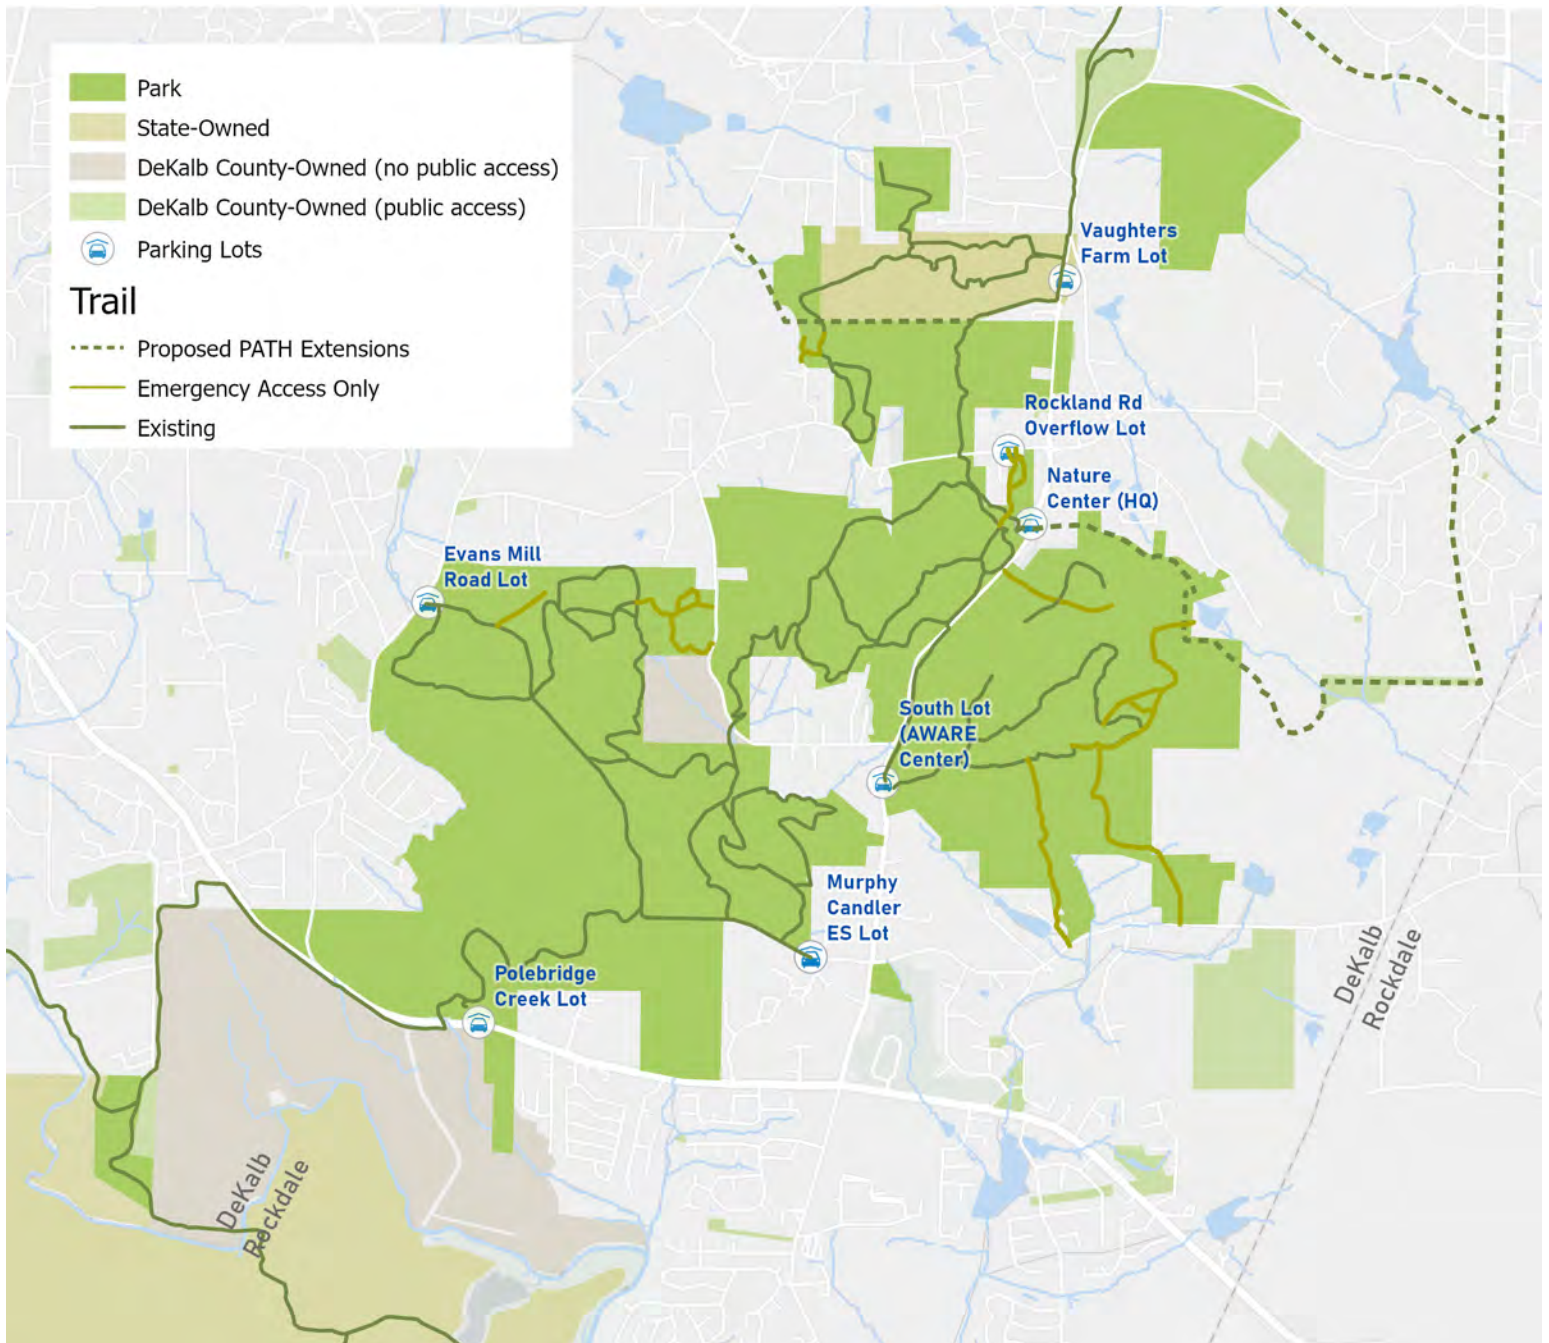 Park
State-Owned
DeKalb County-Owned (no public access)
DeKalb County-Owned (public access)
Parking Lots
Trail
Proposed PATH Extensions
Emergency Access Only
Existing
Vaughters
Farm Lot
Rockland Rd
Overflow Lot
Nature
Center (HQ)
Evans Mill
Road Lot
South Lot
(AWARE
Center)
Murphy
Candler
ES Lot
Polebridge
Creek Lot
DeKalb
Rockdale
DeKalb
Rockdale